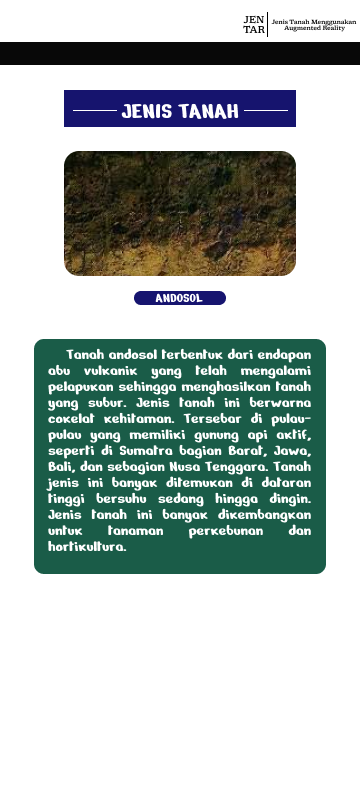 JEN
TAR
Jenis Tanah Menggunakan
Augmented Reality
JENIS TANAH
ANDOSOL
Tanah andosol terbentuk dari endapan
abu vulkanik yang telah mengalami
pelapukan sehingga menghasilkan tanah
yang subur. Jenis tanah ini berwarna
cokelat kehitaman. Tersebar di pulau-
pulau yang memiliki gunung api aktif,
seperti di Sumatra bagian Barat, Jawa,
Bali, dan sebagian Nusa Tenggara. Tanah
jenis ini banyak ditemukan di dataran
tinggi bersuhu sedang hingga dingin.
Jenis tanah ini banyak dikembangkan
untuk tanaman perkebunan dan
hortikultura.